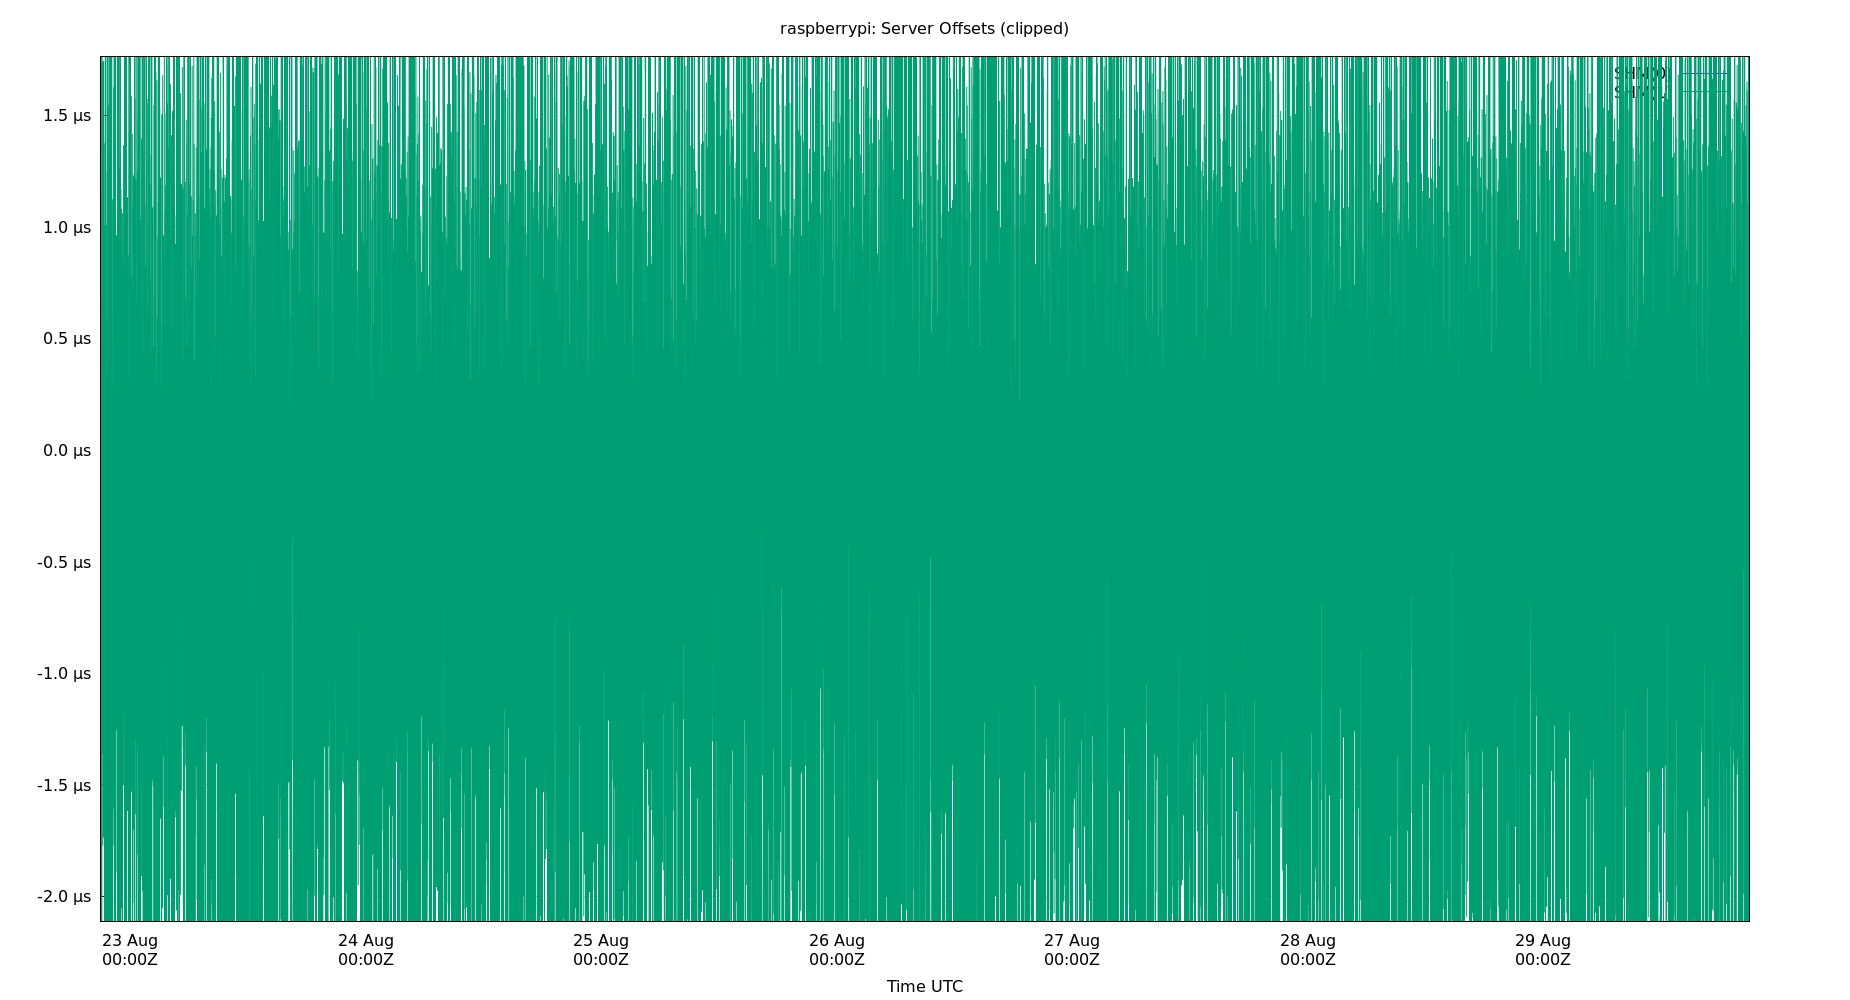 raspberrypi: Server Offsets (clipped)
1.5 µs
1.0 µs
0.5 µs
0.0 µs
-0.5 µs
-1.0 µs
-1.5 µs
-2.0 µs
23 Aug
00:00Z
24 Aug
00:00Z
25 Aug
00:00Z
26 Aug
00:00Z
27 Aug
00:00Z
28 Aug
00:00Z
29 Aug
00:00Z
Time UTC